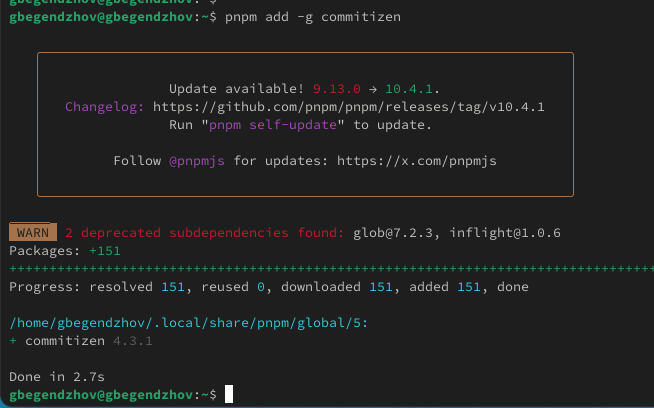 gbegendzhov@gbegendzhov:~$ pnpm add -g commitizen
Update available! 9.13.0 → 10.4.1.
Changelog: https://github.com/pnpm/pnpm/releases/tag/v10.4.1
Run "pnpm self-update" to update.
Follow @pnpmjs for updates: https://x.com/pnpmjs
WARN 2 deprecated subdependencies found: glob@7.2.3, inflight@1.0.6
Packages: +151
++++++++++++++++++++++++++++++++++++++++++++++++++++++++++++++++++++++++++++++++
Progress: resolved 151, reused 0, downloaded 151, added 151, done
/home/gbegendzhov/.local/share/pnpm/global/5:
+ commitizen 4.3.1
Done in 2.7s
gbegendzhov@gbegendzhov:~$